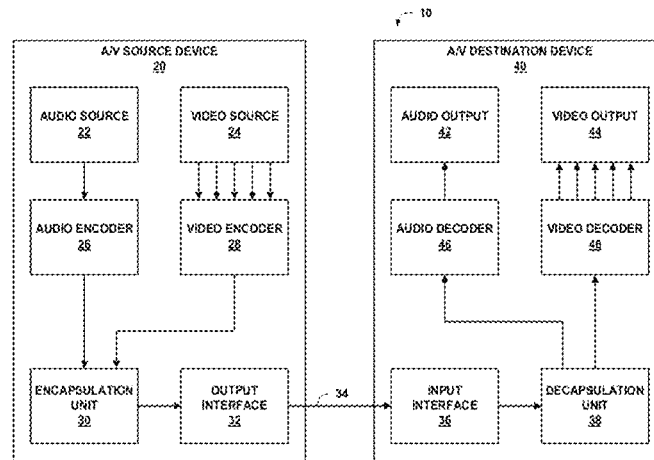 10
A/V SOURCE DEVICE
20
A/V DESTINATION DEVICE
40
AUDIO SOURCE
22
VIDEO SOURCE
24
AUDIO OUTPUT
42
VIDEO OUTPUT
44
AUDIO ENCODER
26
VIDEO ENCODER
28
AUDIO DECODER
46
VIDEO DECODER
48
ENCAPSULATION
UNIT
30
OUTPUT
INTERFACE
32
34
INPUT
INTERFACE
36
DECAPSULATION
UNIT
38